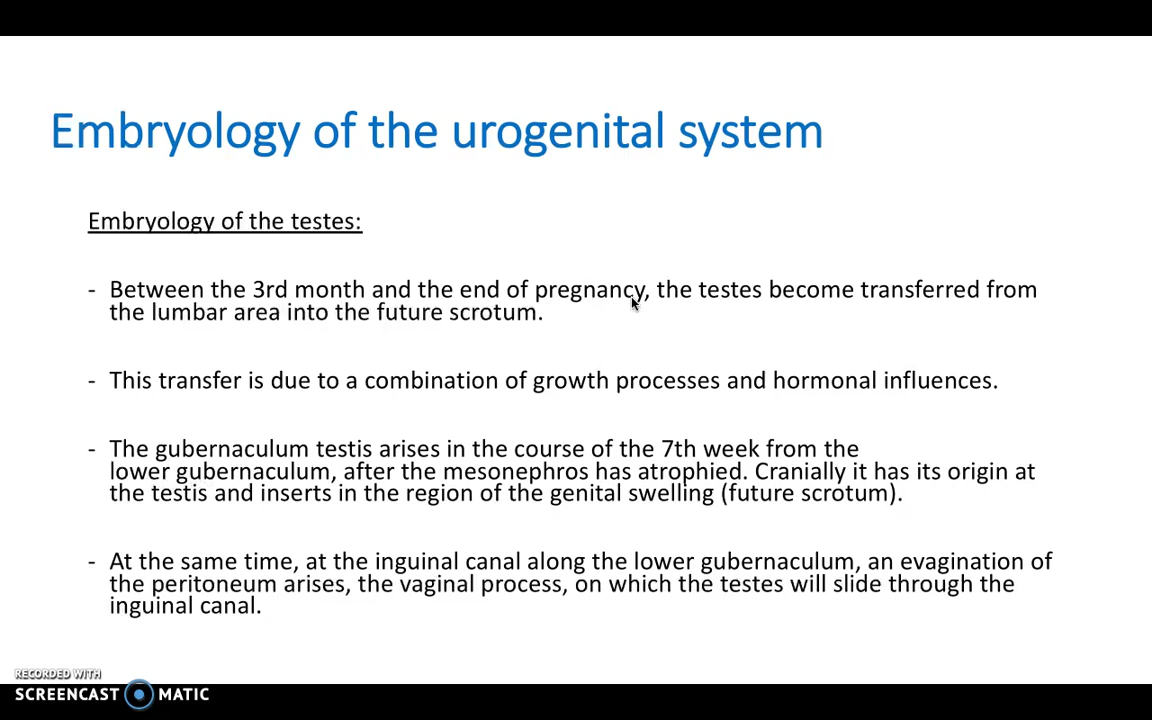 Embryology of the urogenital system
Embryology of the testes:
- Between the 3rd month and the end of pregnancy, the testes become transferred from
the lumbar area into the future scrotum.
- This transfer is due to a combination of growth processes and hormonal influences.
- The gubernaculum testis arises in the course of the 7th week from the
lower gubernaculum, after the mesonephros has atrophied. Cranially it has its origin at
the testis and inserts in the region of the genital swelling (future scrotum).
- At the same time, at the inguinal canal along the lower gubernaculum, an evagination of
the peritoneum arises, the vaginal process, on which the testes will slide through the
inguinal canal.
RECORDED WITH
SCREENCAST MATIC